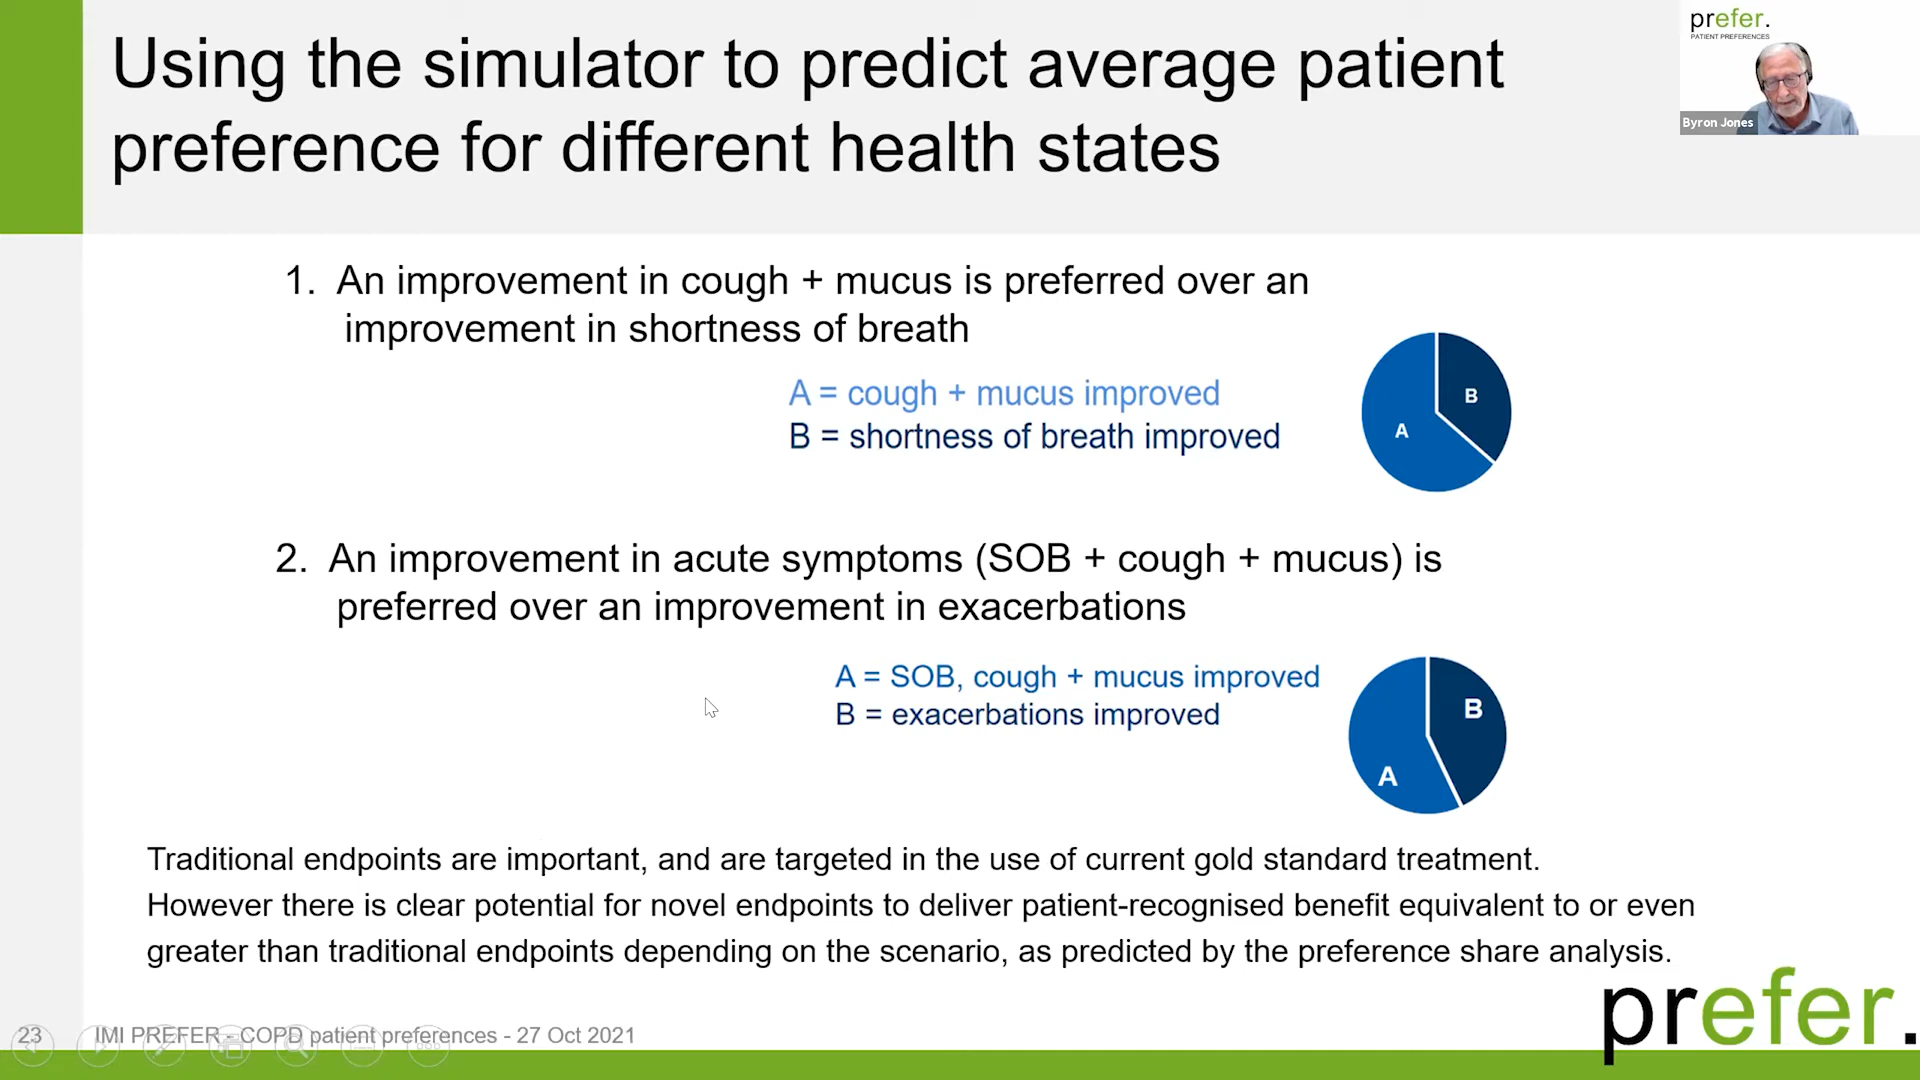 Using the simulator to predict average patient
preference for different health states
prefer.
PATIENT PREFERENCES
Byron Jones
1. An improvement in cough + mucus is preferred over an
improvement in shortness of breath
A = cough + mucus improved
B = shortness of breath improved
B
A
2. An improvement in acute symptoms (SOB + cough + mucus) is
preferred over an improvement in exacerbations
A = SOB, cough + mucus improved
B = exacerbations improved
B
A
Traditional endpoints are important, and are targeted in the use of current gold standard treatment.
However there is clear potential for novel endpoints to deliver patient-recognised benefit equivalent to or even
greater than traditional endpoints depending on the scenario, as predicted by the preference share analysis.
prefer.
23 IMI PREFER - COPD patient preferences - 27 Oct 2021